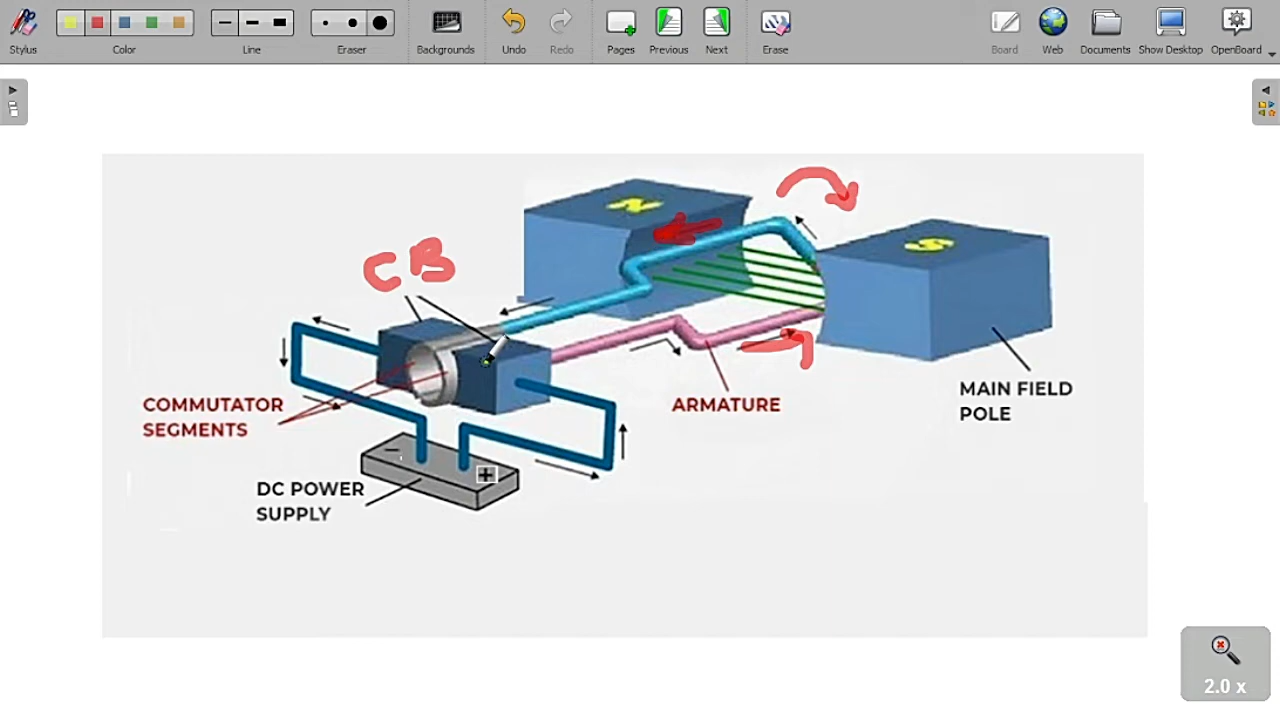 Stylus
Color
Line
Eraser
Backgrounds
Undo
Redo
Pages
Previous
Next
Erase
Board
Web
Documents
Show Desktop
OpenBoard
N
S
CB
COMMUTATOR
SEGMENTS
ARMATURE
MAIN FIELD
POLE
DC POWER
SUPPLY
-
+
2.0 x